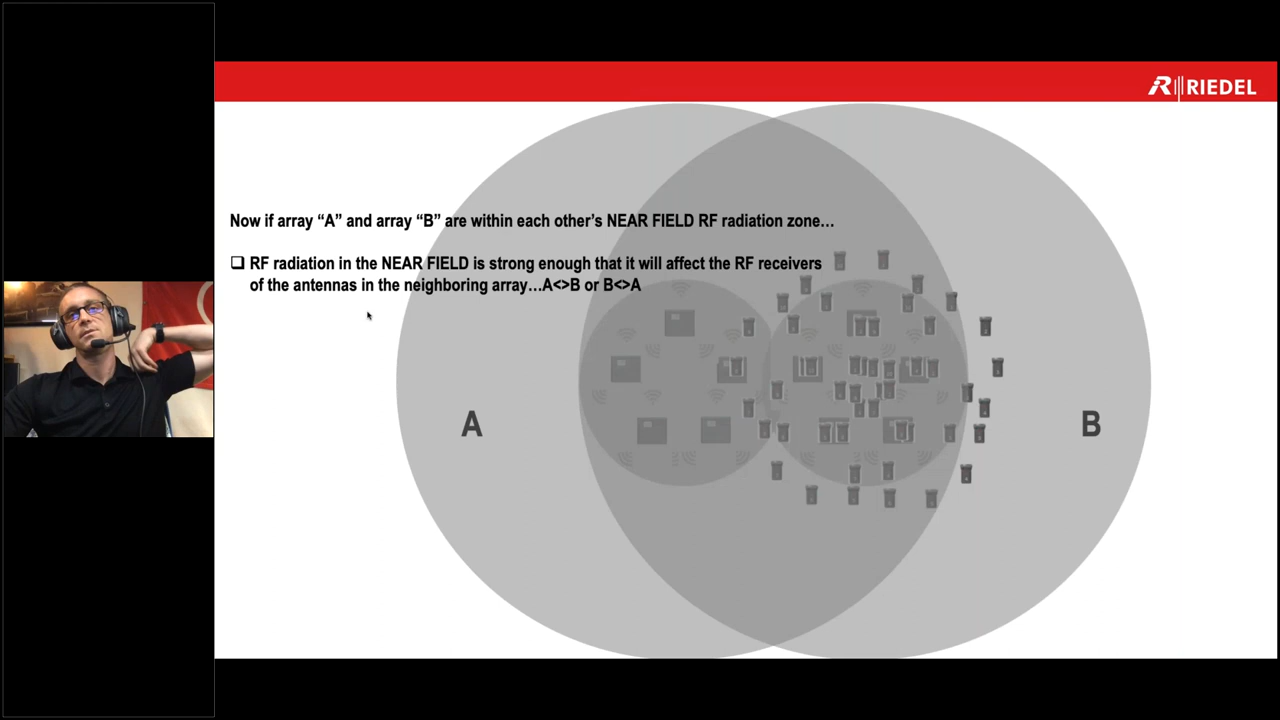 RIEDEL
Now if array “A” and array “B” are within each other’s NEAR FIELD RF radiation zone…
RF radiation in the NEAR FIELD is strong enough that it will affect the RF receivers
of the antennas in the neighboring array…A<>B or B<>A
A
B